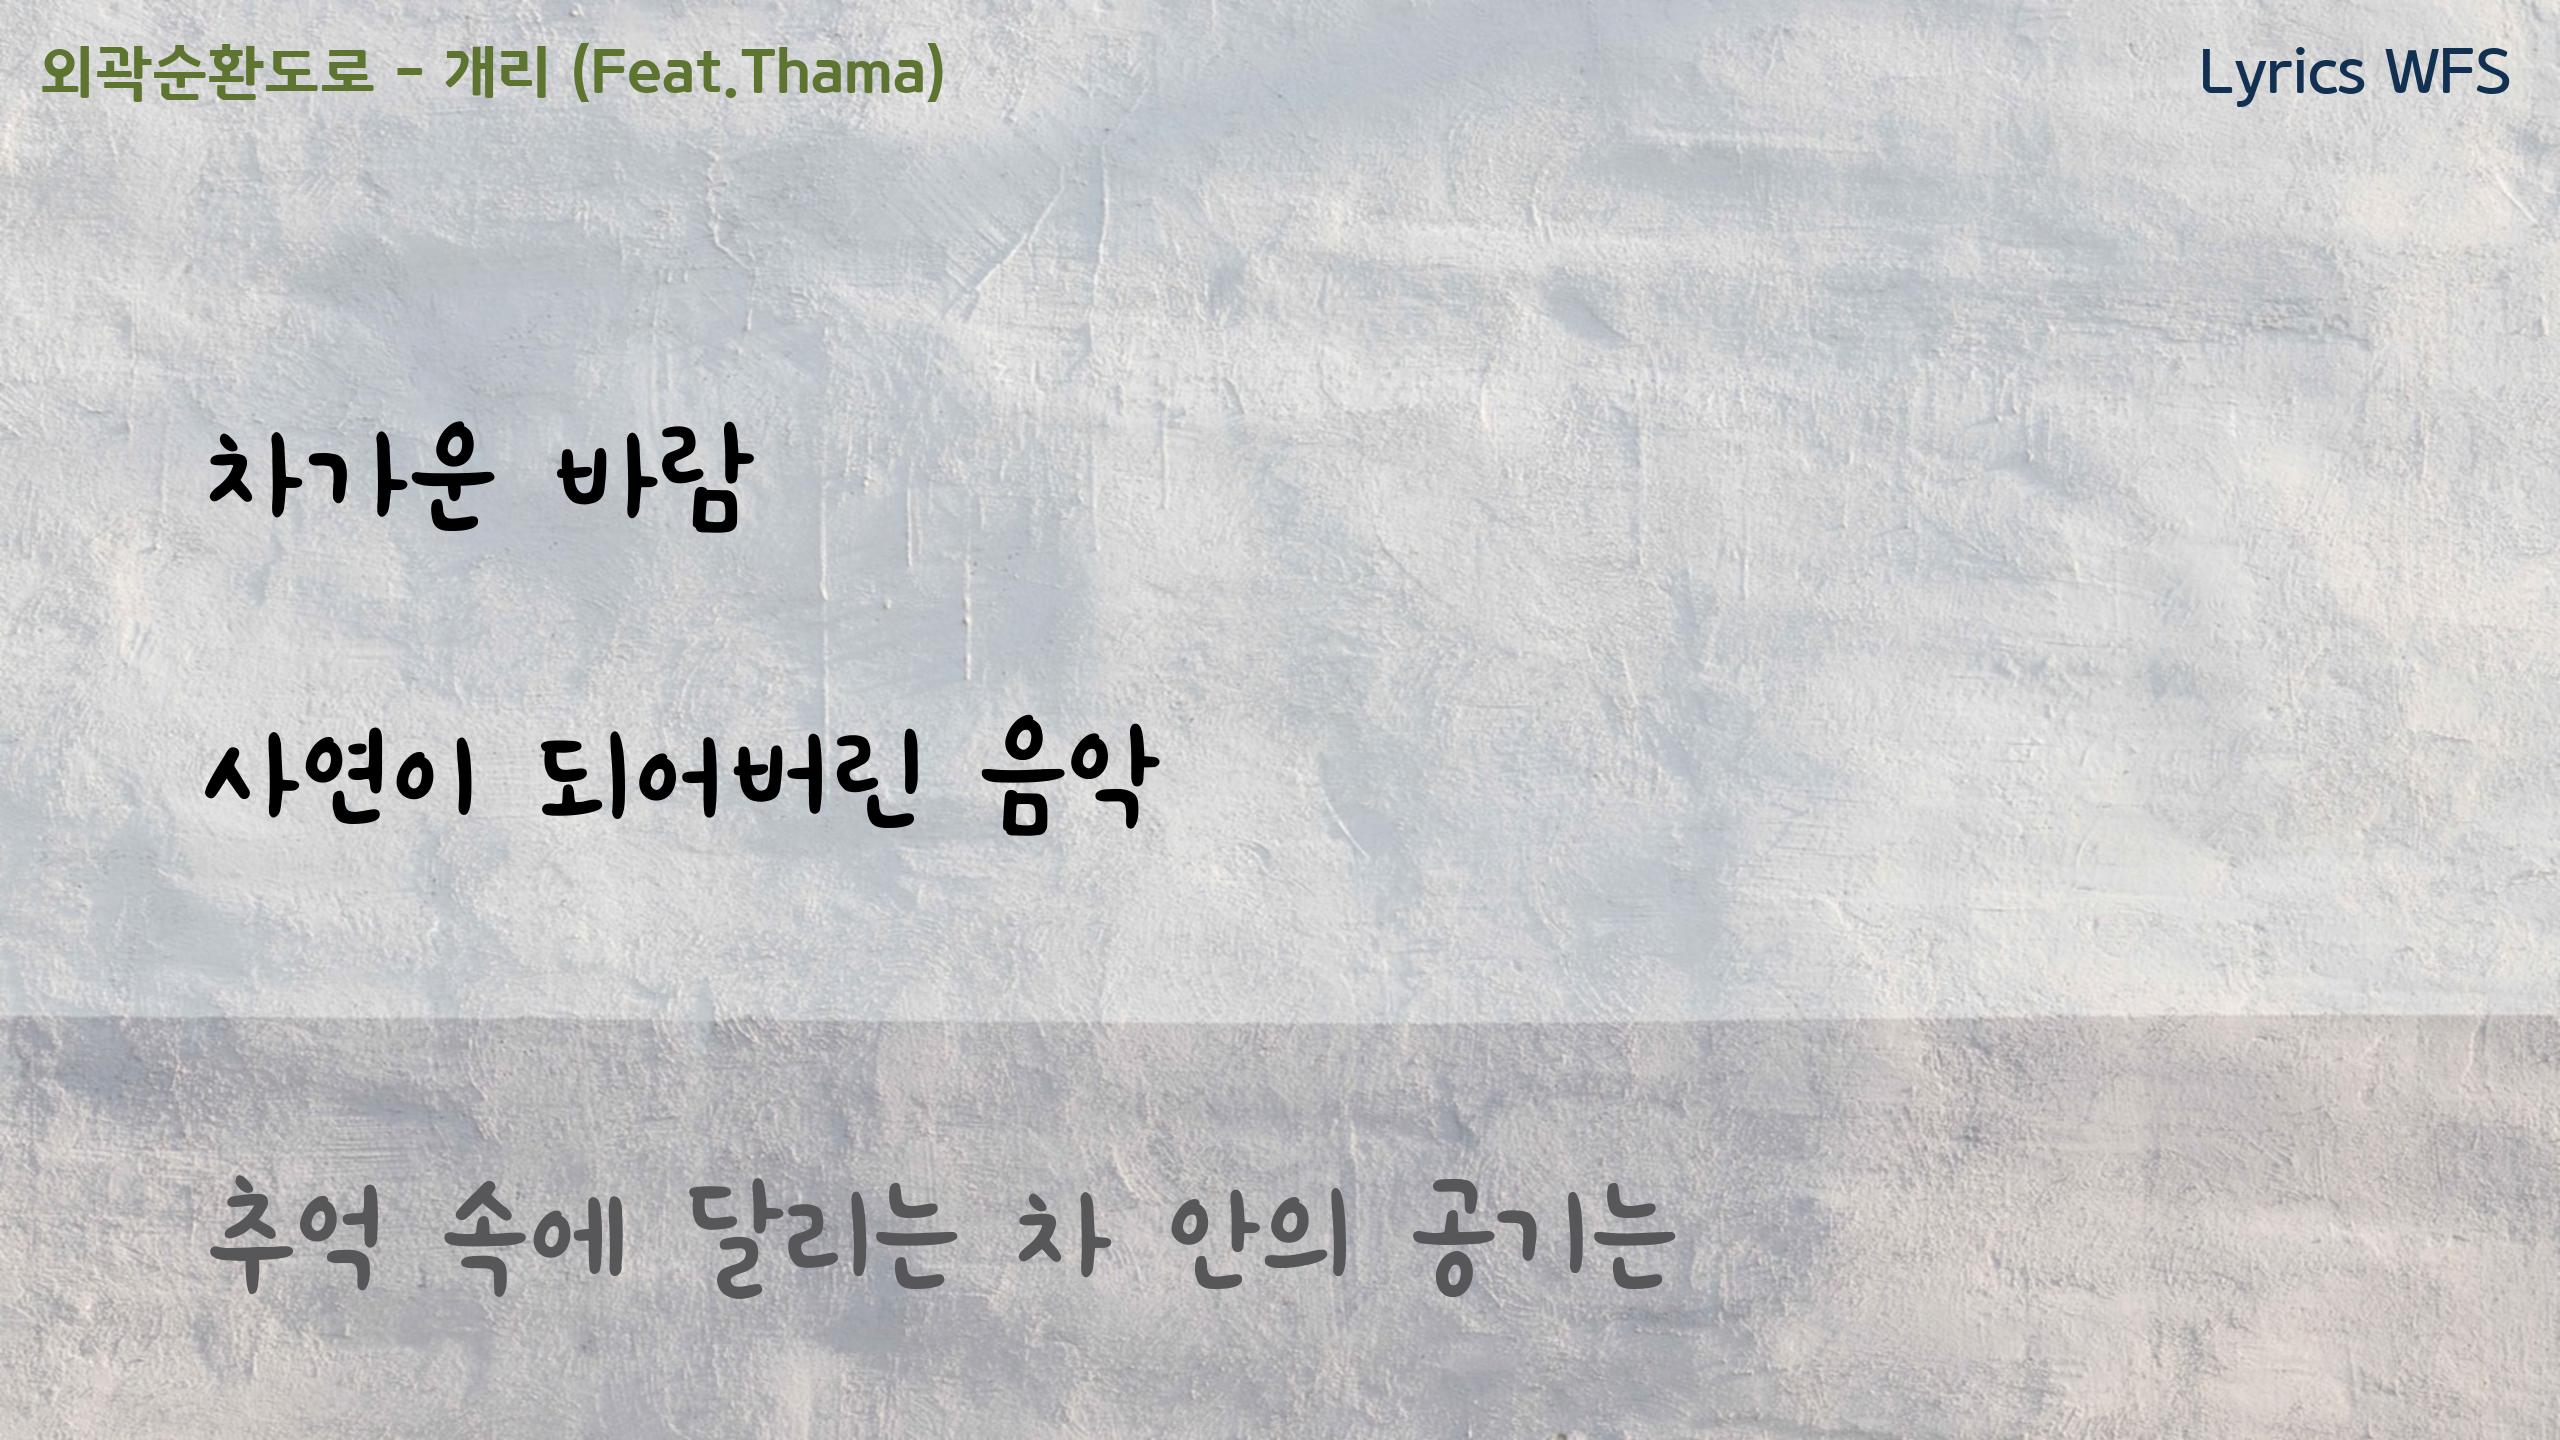 외곽순환도로 - 개리 (Feat.Thama)
Lyrics WFS
차가운 바람
사연이 되어버린 음악
추억 속에 달리는 차 안의 공기는